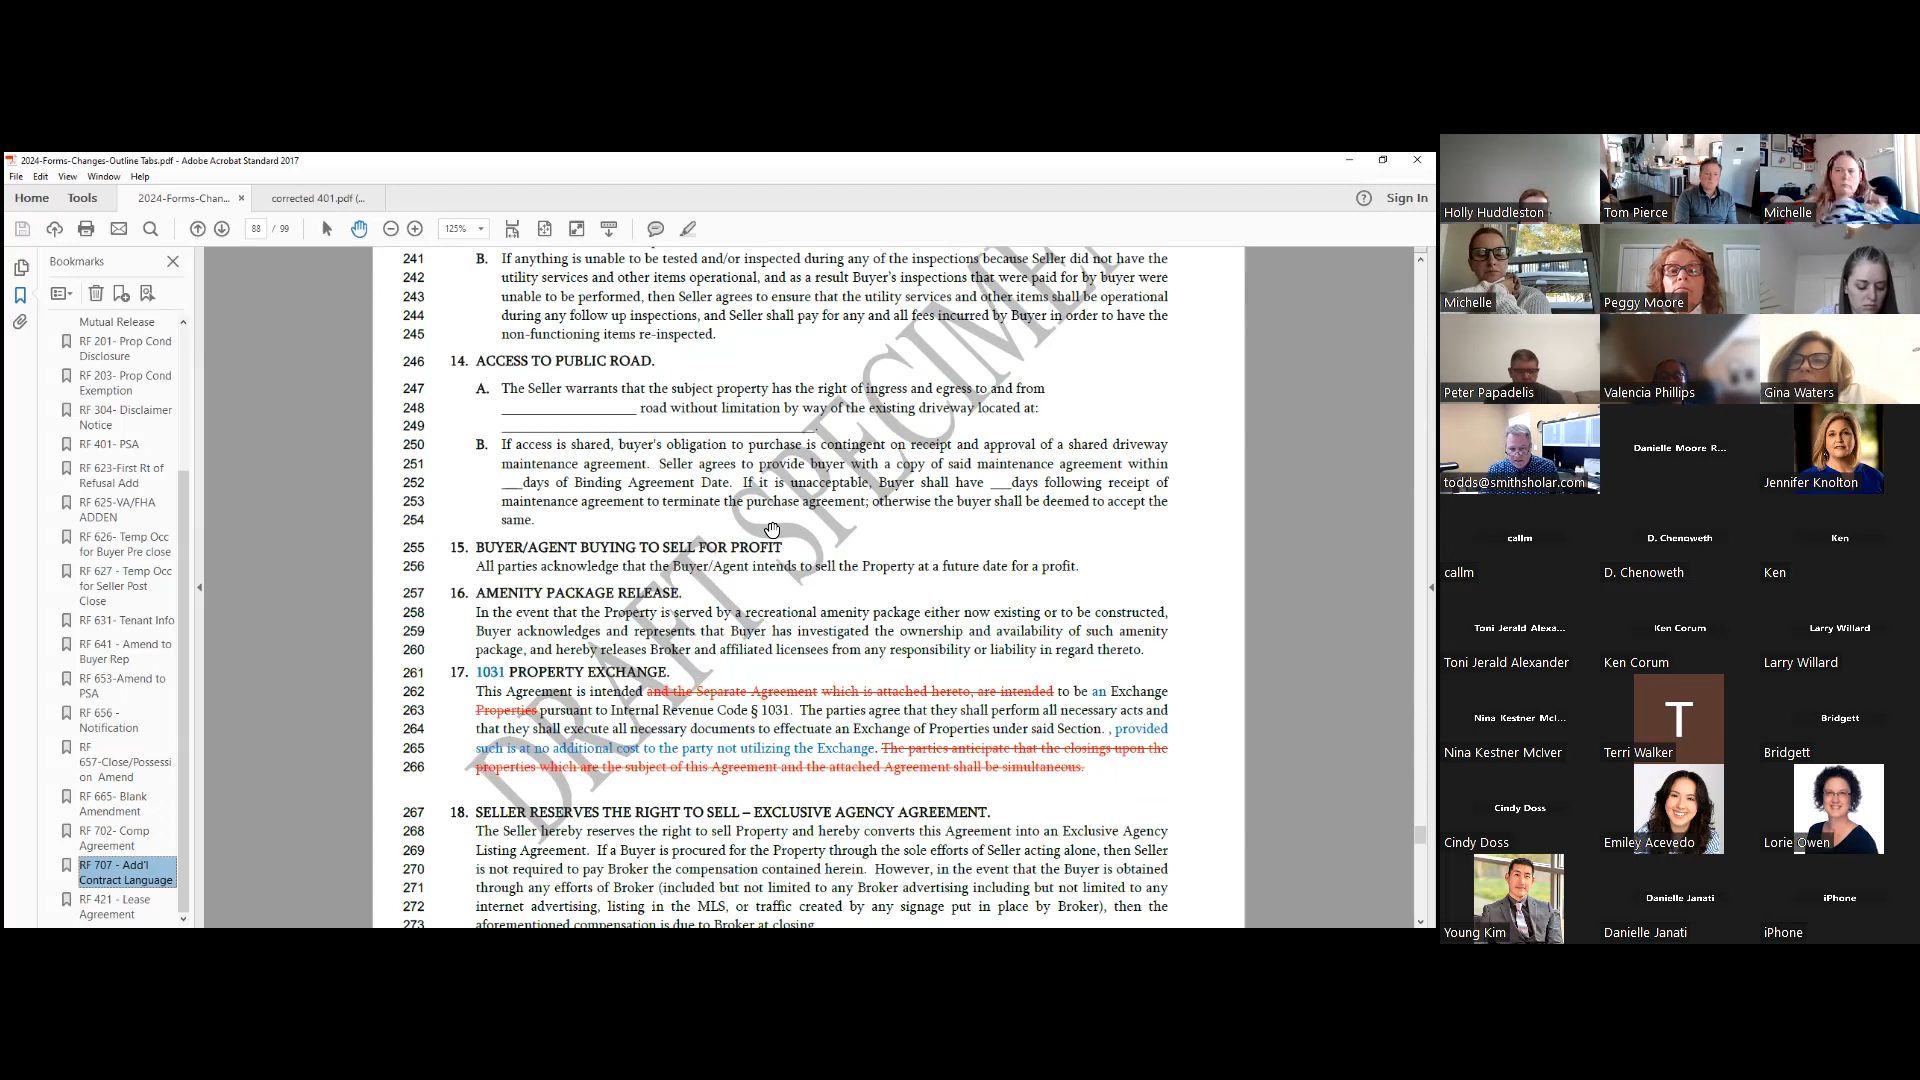 2024-Forms-Changes-Outline Tabs.pdf - Adobe Acrobat Standard 2017
File Edit View Window Help
Home Tools 2024-Forms-Chan... × corrected 401.pdf (... Sign In
88 / 99 125%
Bookmarks
Mutual Release
RF 201- Prop Cond
Disclosure
RF 203- Prop Cond
Exemption
RF 304- Disclaimer
Notice
RF 401- PSA
RF 623-First Rt of
Refusal Add
RF 625-VA/FHA
ADDEN
RF 626- Temp Occ
for Buyer Pre close
RF 627 - Temp Occ
for Seller Post
Close
RF 631- Tenant Info
RF 641 - Amend to
Buyer Rep
RF 653-Amend to
PSA
RF 656 -
Notification
RF
657-Close/Possessi
on Amend
RF 665- Blank
Amendment
RF 702- Comp
Agreement
RF 707 - Add'l
Contract Language
RF 421 - Lease
Agreement
241 B. If anything is unable to be tested and/or inspected during any of the inspections because Seller did not have the
242 utility services and other items operational, and as a result Buyer's inspections that were paid for by buyer were
243 unable to be performed, then Seller agrees to ensure that the utility services and other items shall be operational
244 during any follow up inspections, and Seller shall pay for any and all fees incurred by Buyer in order to have the
245 non-functioning items re-inspected.
246 14. ACCESS TO PUBLIC ROAD.
247 A. The Seller warrants that the subject property has the right of ingress and egress to and from
248 ____________________ road without limitation by way of the existing driveway located at:
249 ________________________________________.
250 B. If access is shared, buyer's obligation to purchase is contingent on receipt and approval of a shared driveway
251 maintenance agreement. Seller agrees to provide buyer with a copy of said maintenance agreement within
252 ___days of Binding Agreement Date. If it is unacceptable, Buyer shall have ___days following receipt of
253 maintenance agreement to terminate the purchase agreement; otherwise the buyer shall be deemed to accept the
254 same.
255 15. BUYER/AGENT BUYING TO SELL FOR PROFIT
256 All parties acknowledge that the Buyer/Agent intends to sell the Property at a future date for a profit.
257 16. AMENITY PACKAGE RELEASE.
258 In the event that the Property is served by a recreational amenity package either now existing or to be constructed,
259 Buyer acknowledges and represents that Buyer has investigated the ownership and availability of such amenity
260 package, and hereby releases Broker and affiliated licensees from any responsibility or liability in regard thereto.
261 17. 1031 PROPERTY EXCHANGE.
262 This Agreement is intended and the Separate Agreement which is attached hereto, are intended to be an Exchange
263 Properties pursuant to Internal Revenue Code § 1031. The parties agree that they shall perform all necessary acts and
264 that they shall execute all necessary documents to effectuate an Exchange of Properties under said Section. , provided
265 such is at no additional cost to the party not utilizing the Exchange. The parties anticipate that the closings upon the
266 properties which are the subject of this Agreement and the attached Agreement shall be simultaneous.
267 18. SELLER RESERVES THE RIGHT TO SELL – EXCLUSIVE AGENCY AGREEMENT.
268 The Seller hereby reserves the right to sell Property and hereby converts this Agreement into an Exclusive Agency
269 Listing Agreement. If a Buyer is procured for the Property through the sole efforts of Seller acting alone, then Seller
270 is not required to pay Broker the compensation contained herein. However, in the event that the Buyer is obtained
271 through any efforts of Broker (included but not limited to any Broker advertising including but not limited to any
272 internet advertising, listing in the MLS, or traffic created by any signage put in place by Broker), then the
273 aforementioned compensation is due to Broker at closing.
DRAFT SPECIMEN
Holly Huddleston Tom Pierce Michelle
Michelle Peggy Moore
Peter Papadelis Valencia Phillips Gina Waters
Danielle Moore R...
todds@smithsholar.com Jennifer Knolton
callm D. Chenoweth Ken
callm D. Chenoweth Ken
Toni Jerald Alexa... Ken Corum Larry Willard
Toni Jerald Alexander Ken Corum Larry Willard
Nina Kestner McI... T Bridgett
Nina Kestner McIver Terri Walker Bridgett
Cindy Doss
Cindy Doss Emiley Acevedo Lorie Owen
Danielle Janati iPhone
Young Kim Danielle Janati iPhone